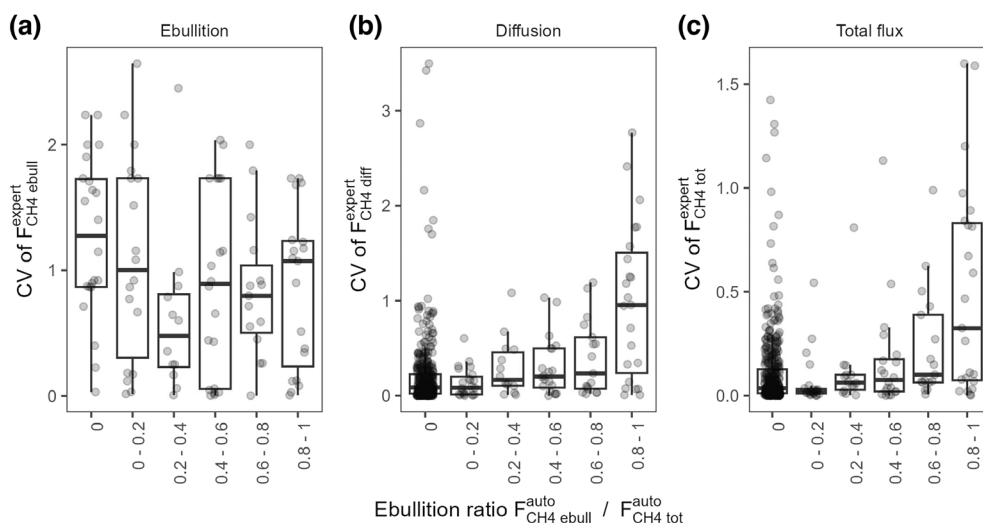 (a) Ebullition
(b) Diffusion
(c) Total flux
CV of F^expert_CH4 ebull
2
1
0
CV of F^expert_CH4 diff
3
2
1
0
CV of F^expert_CH4 tot
1.5
1.0
0.5
0.0
0
0 - 0.2
0.2 - 0.4
0.4 - 0.6
0.6 - 0.8
0.8 - 1
0
0 - 0.2
0.2 - 0.4
0.4 - 0.6
0.6 - 0.8
0.8 - 1
0
0 - 0.2
0.2 - 0.4
0.4 - 0.6
0.6 - 0.8
0.8 - 1
Ebullition ratio F^auto_CH4 ebull / F^auto_CH4 tot